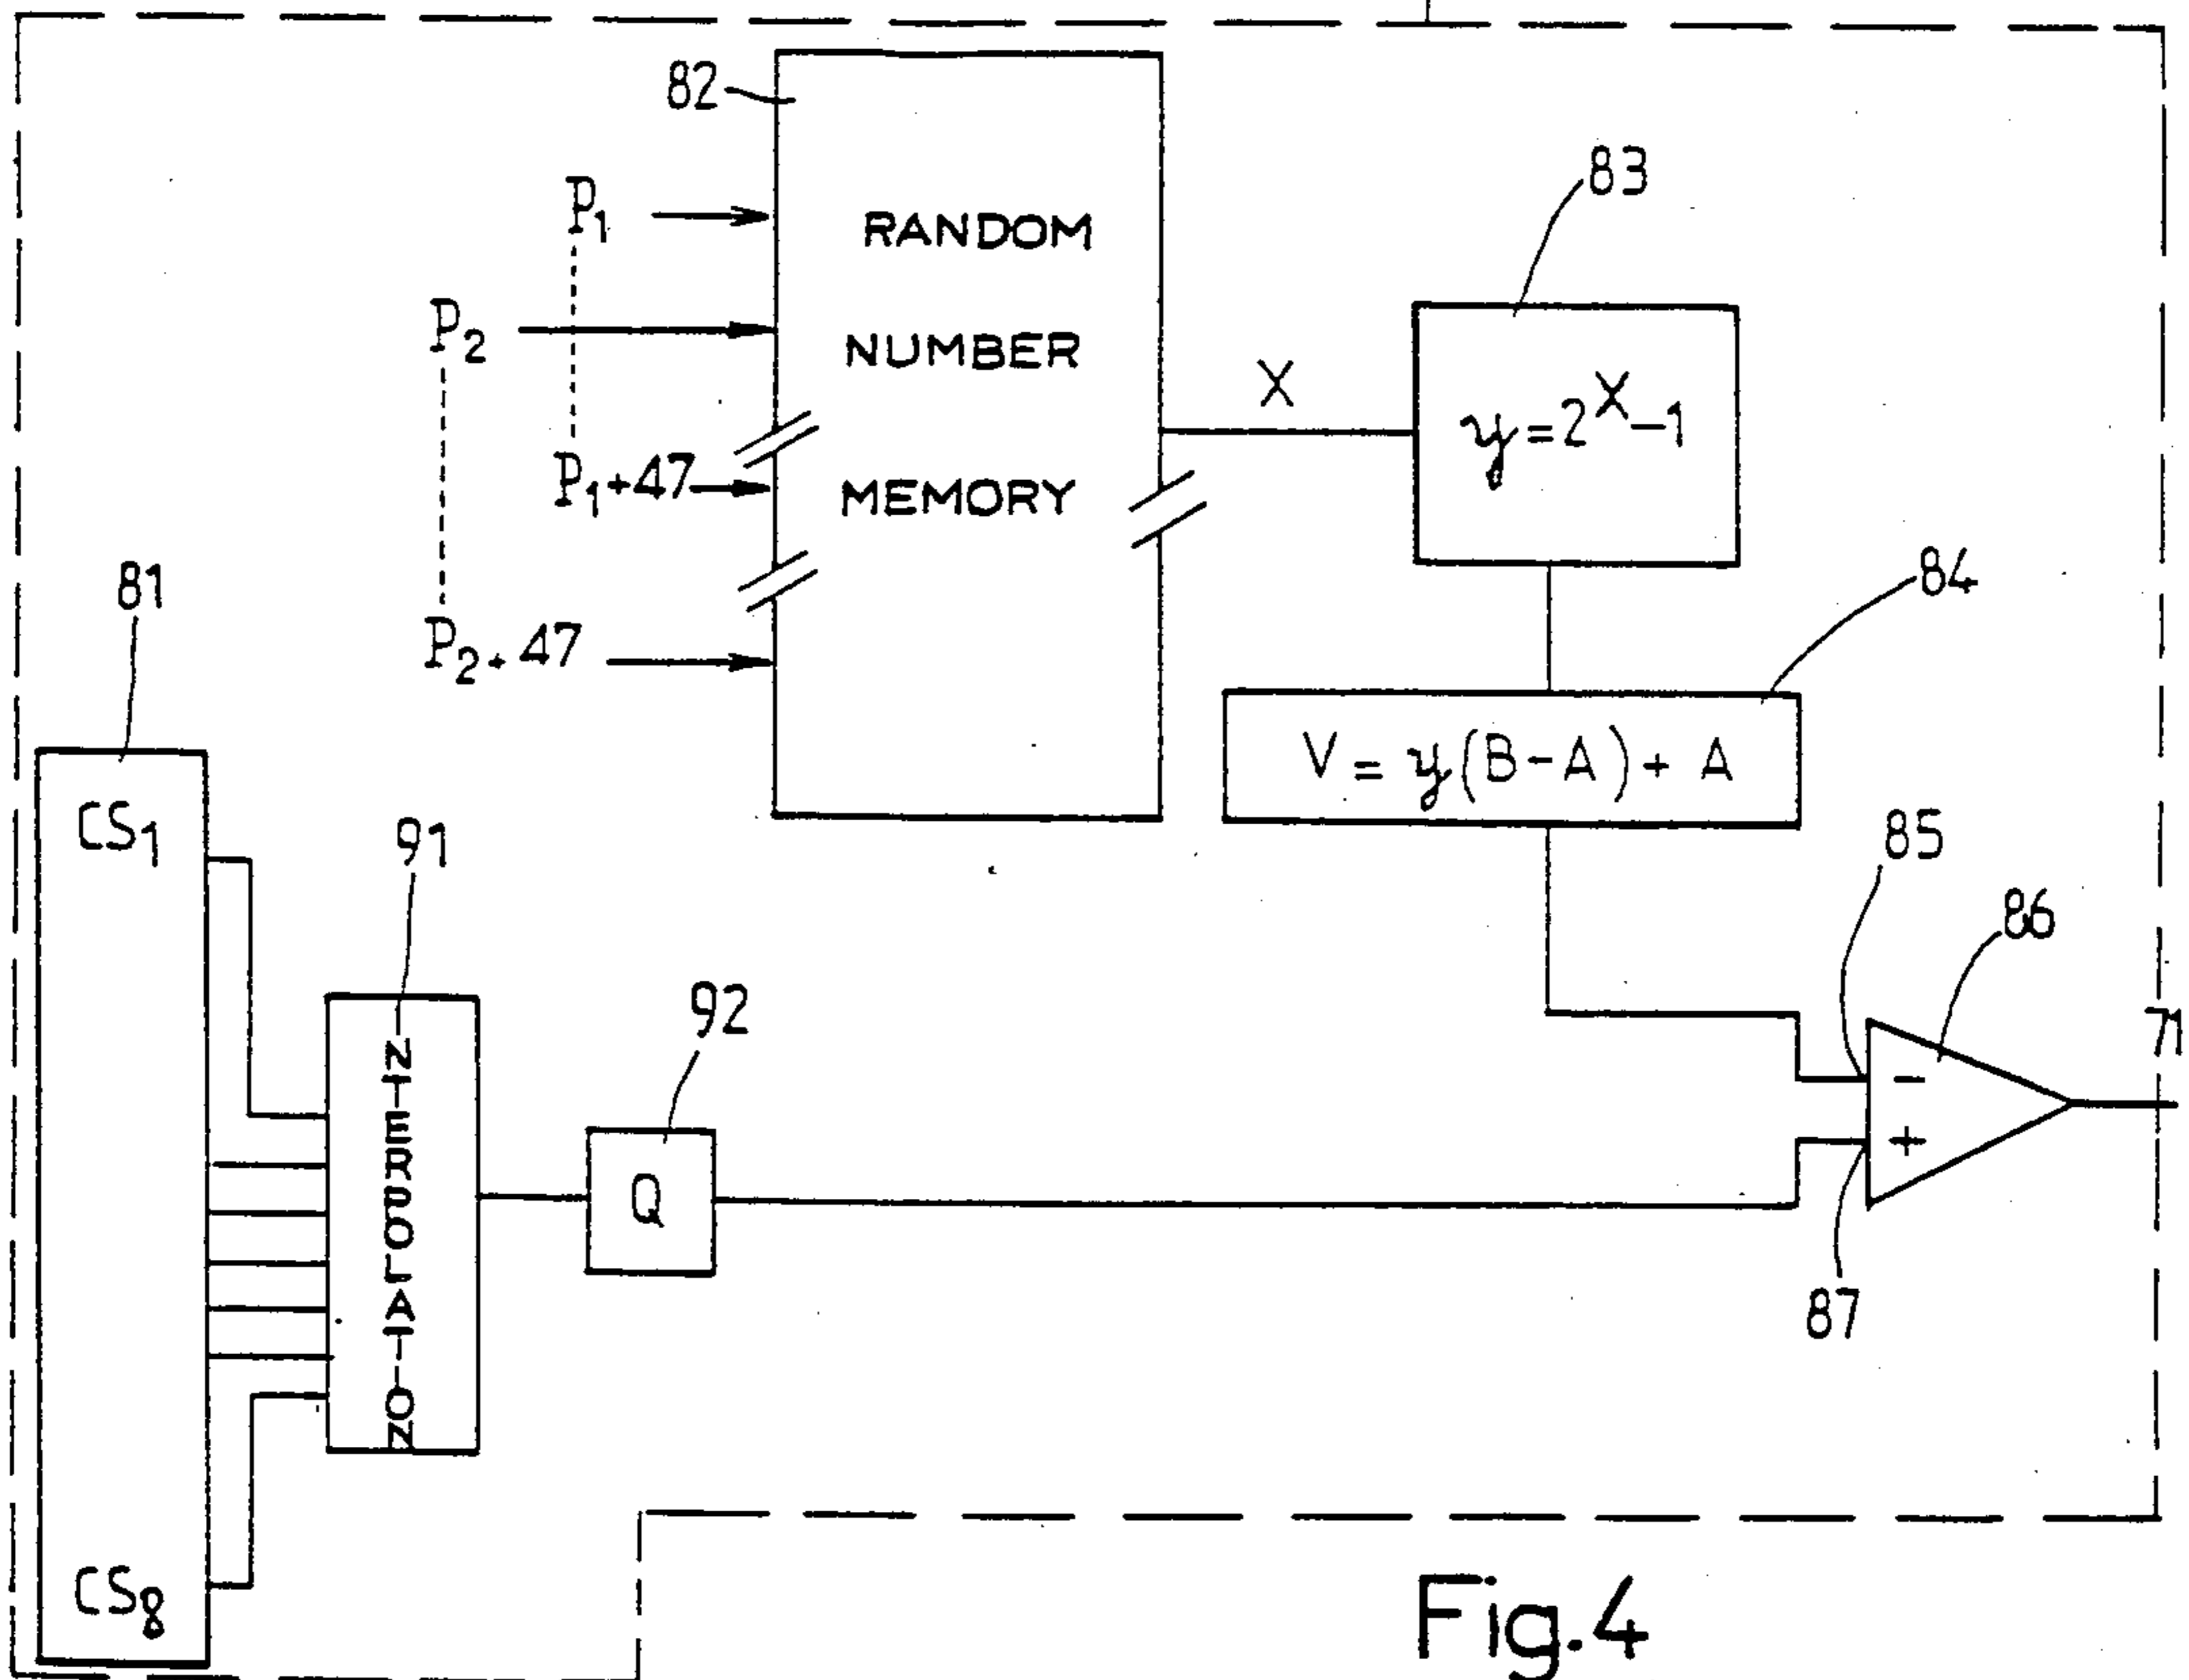 82
RANDOM
NUMBER
MEMORY
P1
P2
P1+47
P2+47
X
83
y=2^X-1
84
V = y(B-A)+ A
81
CS1
CS8
91
INTERPOLATION
92
Q
85
86
-
+
87
71
Fig.4